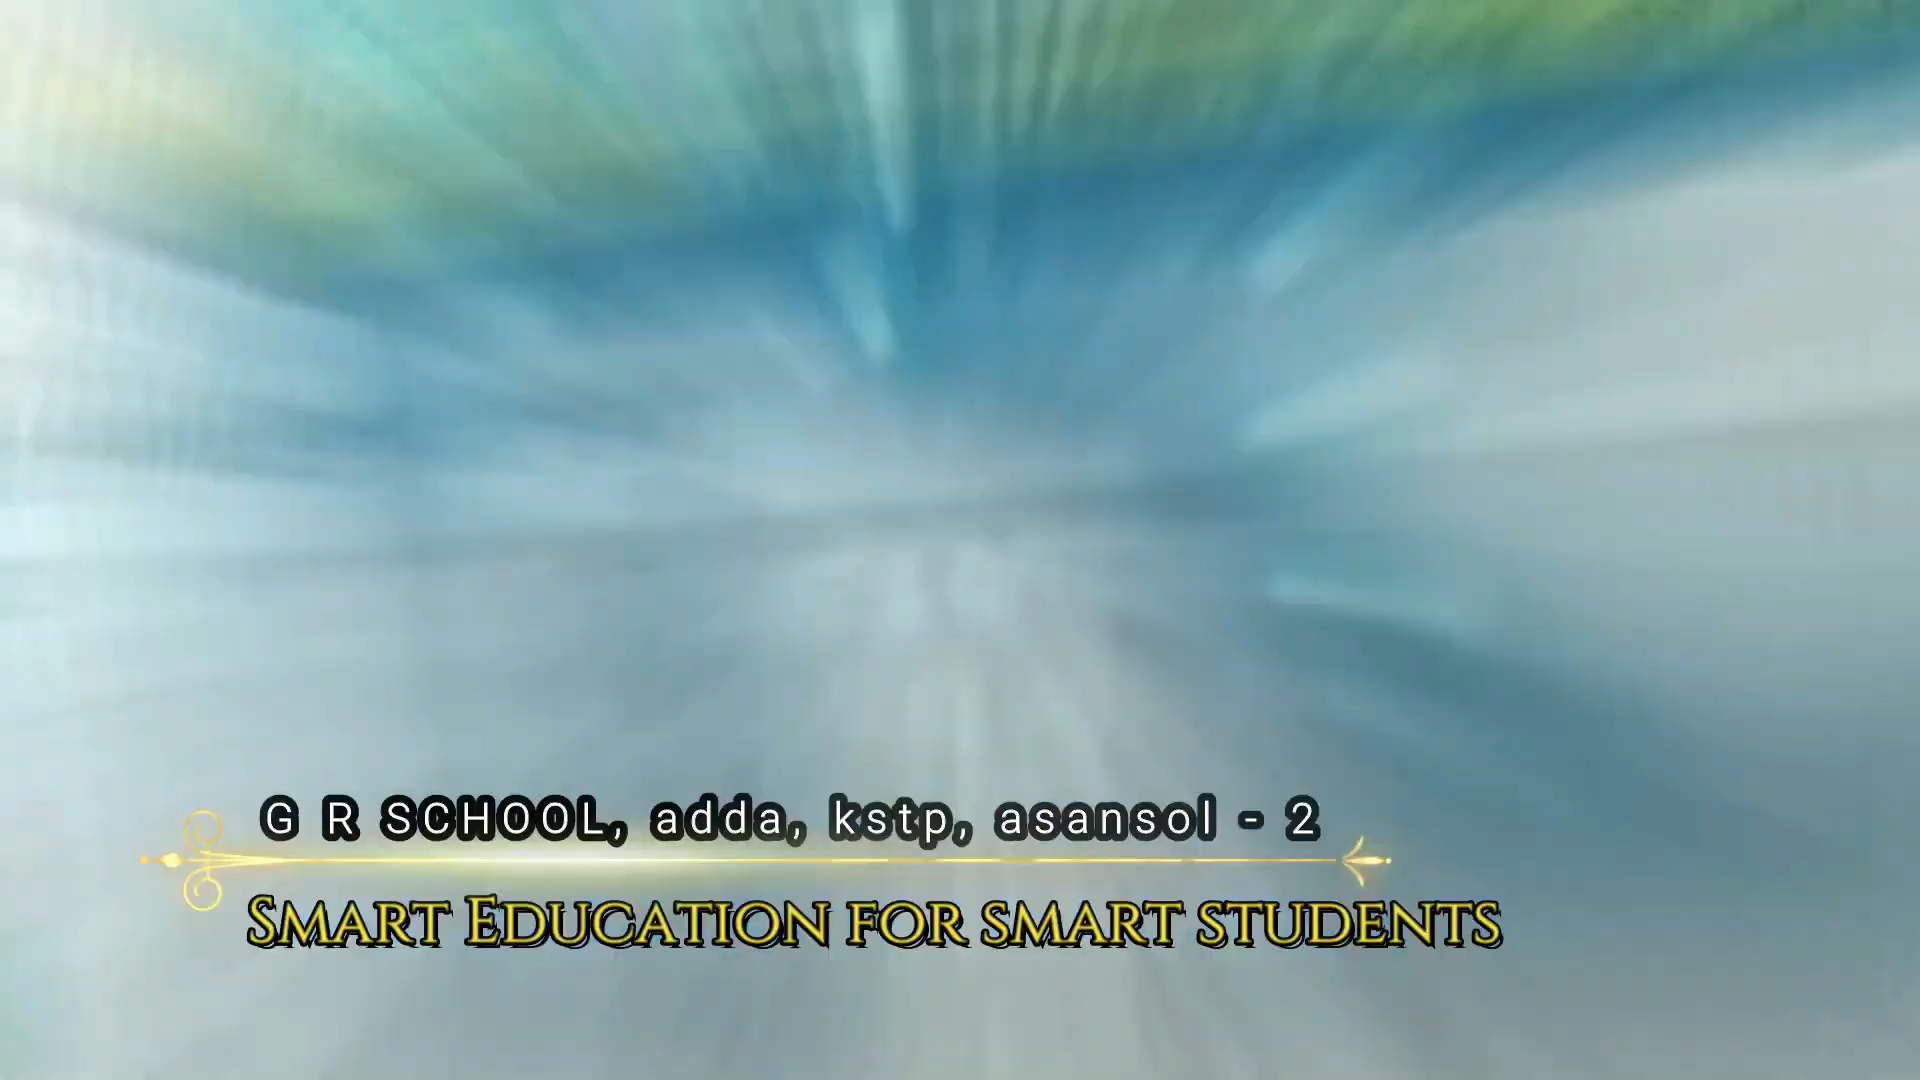 G R SCHOOL, adda, kstp, asansol - 2
SMART EDUCATION FOR SMART STUDENTS